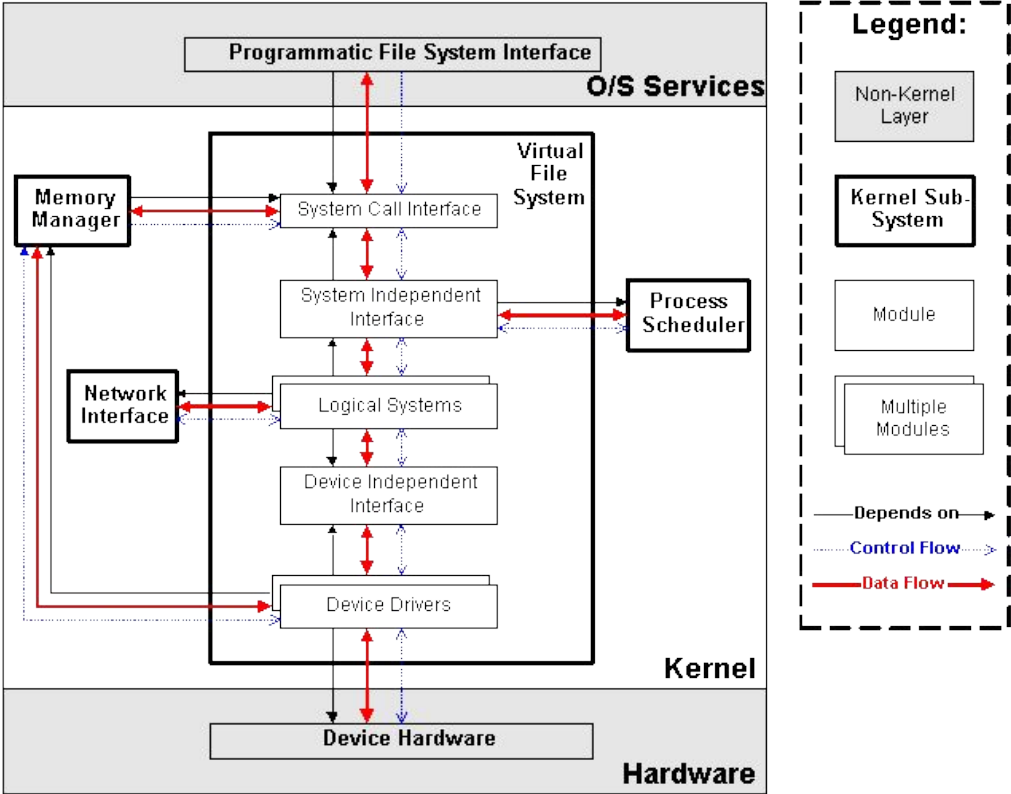 Programmatic File System Interface
O/S Services
Virtual
File
System
Memory
Manager
System Call Interface
System Independent
Interface
Process
Scheduler
Network
Interface
Logical Systems
Device Independent
Interface
Device Drivers
Kernel
Device Hardware
Hardware
Legend:
Non-Kernel
Layer
Kernel Sub-
System
Module
Multiple
Modules
Depends on
Control Flow
Data Flow